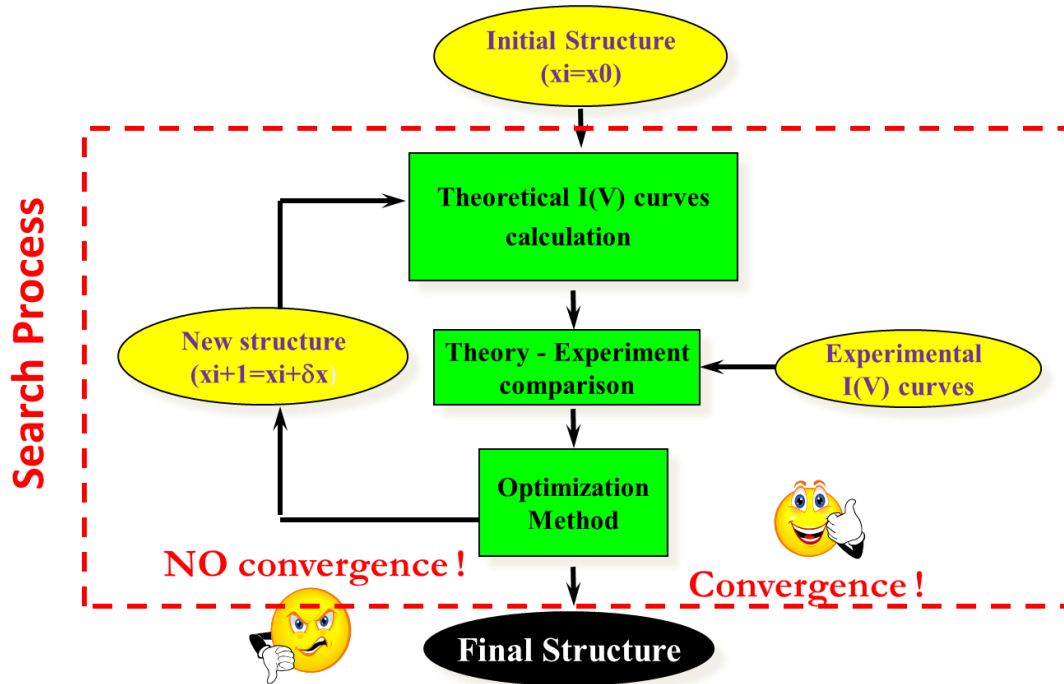 Initial Structure
(xi=x0)
Search Process
Theoretical I(V) curves
calculation
New structure
(xi+1=xi+δx)
Theory - Experiment
comparison
Experimental
I(V) curves
Optimization
Method
NO convergence !
Convergence !
Final Structure